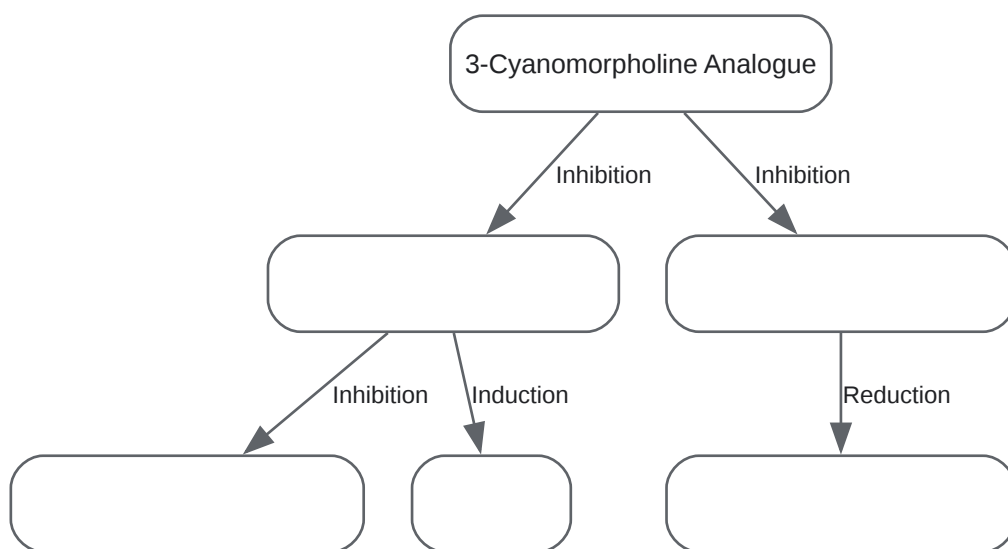 3-Cyanomorpholine Analogue
Inhibition
Inhibition
Inhibition
Induction
Reduction